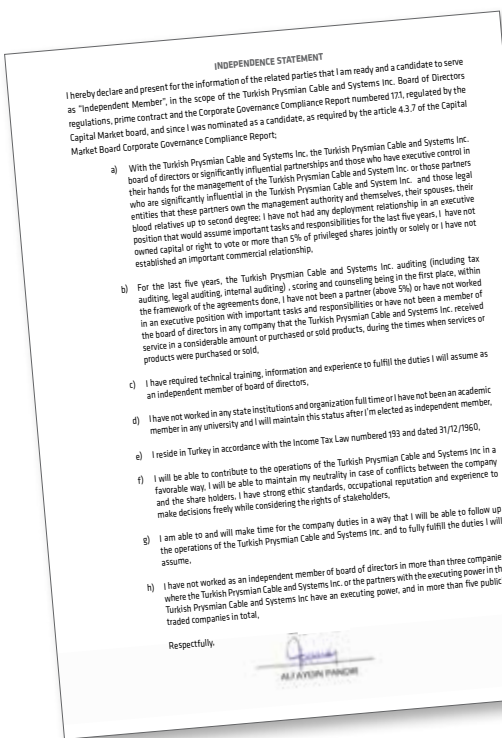 INDEPENDENCE STATEMENT
I hereby declare and present for the information of the related parties that I am ready and a candidate to serve
as "Independent Member", in the scope of the Turkish Prysmian Cable and Systems Inc. Board of Directors
regulations, prime contract and the Corporate Governance Compliance Report numbered 17.1, regulated by the
Capital Market board, and since I was nominated as a candidate, as required by the article 4.3.7 of the Capital
Market Board Corporate Governance Compliance Report;
a) With the Turkish Prysmian Cable and Systems Inc, the Turkish Prysmian Cable and Systems Inc.
board of directors or significantly influential partnerships and those who have executive control in
their hands for the management of the Turkish Prysmian Cable and System Inc. or those partners
who are significantly influential in the Turkish Prysmian Cable and System Inc. and those legal
entities that these partners own the management authority and themselves, their spouses, their
blood relatives up to second degree; I have not had any deployment relationship in an executive
position that would assume important tasks and responsibilities for the last five years, I have not
owned capital or right to vote or more than 5% of privileged shares jointly or solely or I have not
established an important commercial relationship,
b) For the last five years, the Turkish Prysmian Cable and Systems Inc. auditing (including tax
auditing, legal auditing, internal auditing) , scoring and counseling being in the first place, within
the framework of the agreements done, I have not been a partner (above 5%) or have not worked
in an executive position with important tasks and responsibilities or have not been a member of
the board of directors in any company that the Turkish Prysmian Cable and Systems Inc. received
service in a considerable amount or purchased or sold products, during the times when services or
products were purchased or sold,
c) I have required technical training, information and experience to fulfill the duties I will assume as
an independent member of board of directors,
d) I have not worked in any state institutions and organization full time or I have not been an academic
member in any university and I will maintain this status after I'm elected as independent member,
e) I reside in Turkey in accordance with the Income Tax Law numbered 193 and dated 31/12/1960,
f) I will be able to contribute to the operations of the Turkish Prysmian Cable and Systems Inc in a
favorable way, I will be able to maintain my neutrality in case of conflicts between the company
and the share holders, I have strong ethic standards, occupational reputation and experience to
make decisions freely while considering the rights of stakeholders,
g) I am able to and will make time for the company duties in a way that I will be able to follow up
the operations of the Turkish Prysmian Cable and Systems Inc. and to fully fulfill the duties I will
assume,
h) I have not worked as an independent member of board of directors in more than three companie
where the Turkish Prysmian Cable and Systems Inc. or the partners with the executing power in th
Turkish Prysmian Cable and Systems Inc have an executing power, and in more than five public
traded companies in total,
Respectfully.
ALİ AYDIN PANDIR